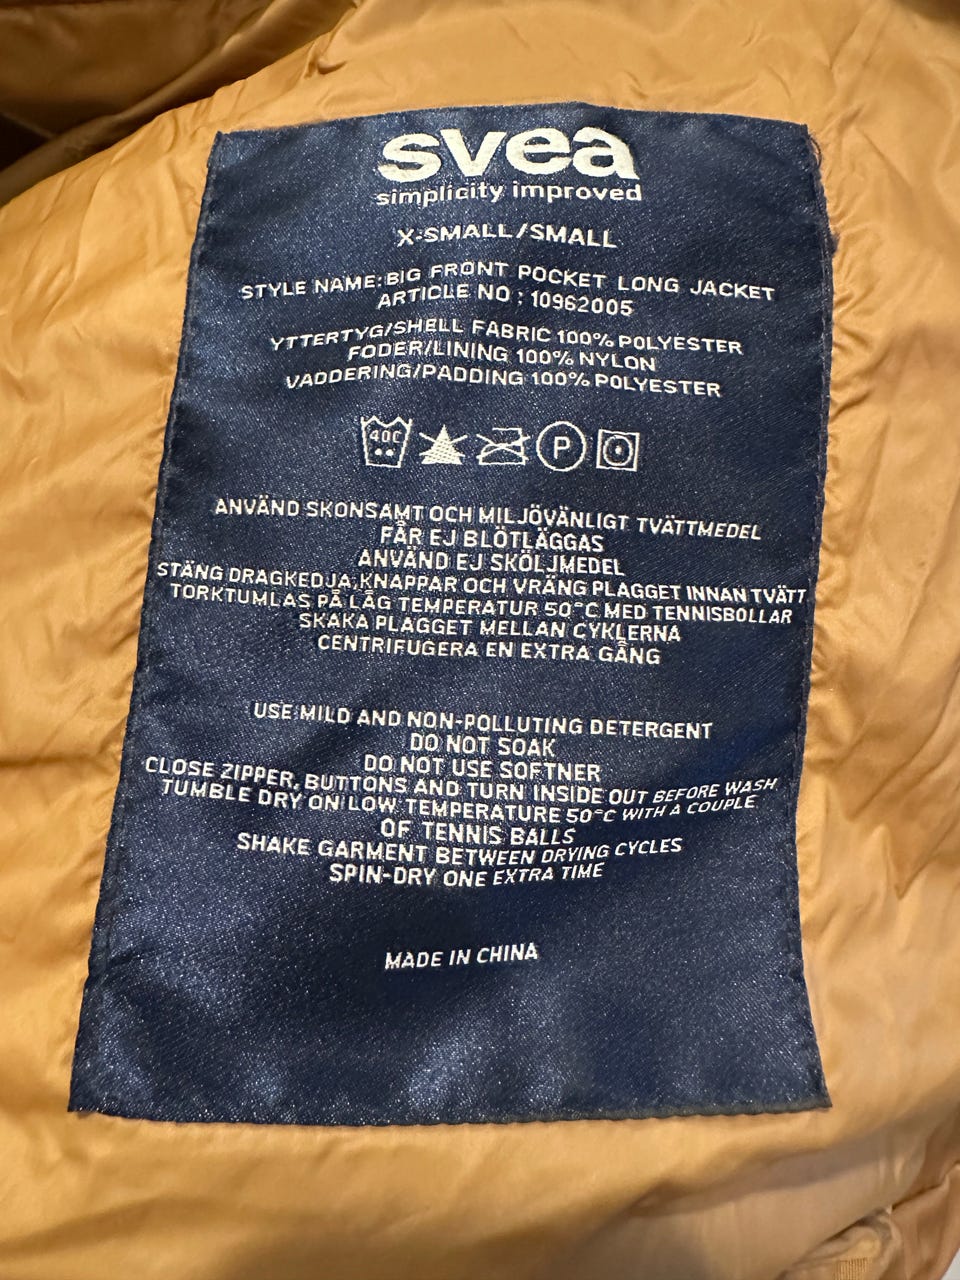 svea
simplicity improved
X-SMALL/SMALL
STYLE NAME:BIG FRONT POCKET LONG JACKET
ARTICLE NO : 10962005
YTTERTYG/SHELL FABRIC 100% POLYESTER
FODER/LINING 100% NYLON
VADDERING/PADDING 100% POLYESTER
40C P
ANVÄND SKONSAMT OCH MILJÖVÄNLIGT TVÄTTMEDEL
FÅR EJ BLÖTLÄGGAS
ANVÄND EJ SKÖLJMEDEL
STÄNG DRAGKEDJA,KNAPPAR OCH VRÄNG PLAGGET INNAN TVÄTT
TORKTUMLAS PÅ LÅG TEMPERATUR 50°C MED TENNISBOLLAR
SKAKA PLAGGET MELLAN CYKLERNA
CENTRIFUGERA EN EXTRA GÅNG
USE MILD AND NON-POLLUTING DETERGENT
DO NOT SOAK
DO NOT USE SOFTNER
CLOSE ZIPPER, BUTTONS AND TURN INSIDE OUT BEFORE WASH
TUMBLE DRY ON LOW TEMPERATURE 50°C WITH A COUPLE
OF TENNIS BALLS
SHAKE GARMENT BETWEEN DRYING CYCLES
SPIN-DRY ONE EXTRA TIME
MADE IN CHINA